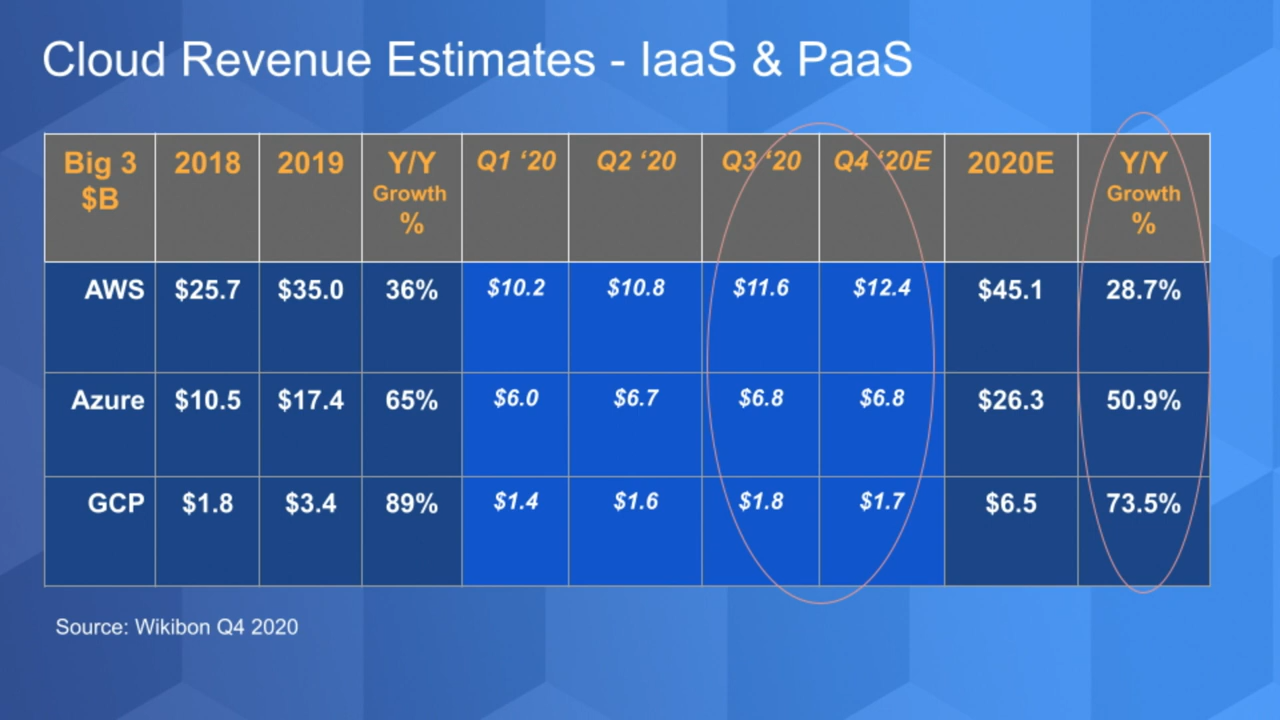 Cloud Revenue Estimates - IaaS & PaaS
Big 3 $B 2018 2019 Y/Y Growth % Q1 ‘20 Q2 ‘20 Q3 ‘20 Q4 ‘20E 2020E Y/Y Growth %
AWS $25.7 $35.0 36% $10.2 $10.8 $11.6 $12.4 $45.1 28.7%
Azure $10.5 $17.4 65% $6.0 $6.7 $6.8 $6.8 $26.3 50.9%
GCP $1.8 $3.4 89% $1.4 $1.6 $1.8 $1.7 $6.5 73.5%
Source: Wikibon Q4 2020